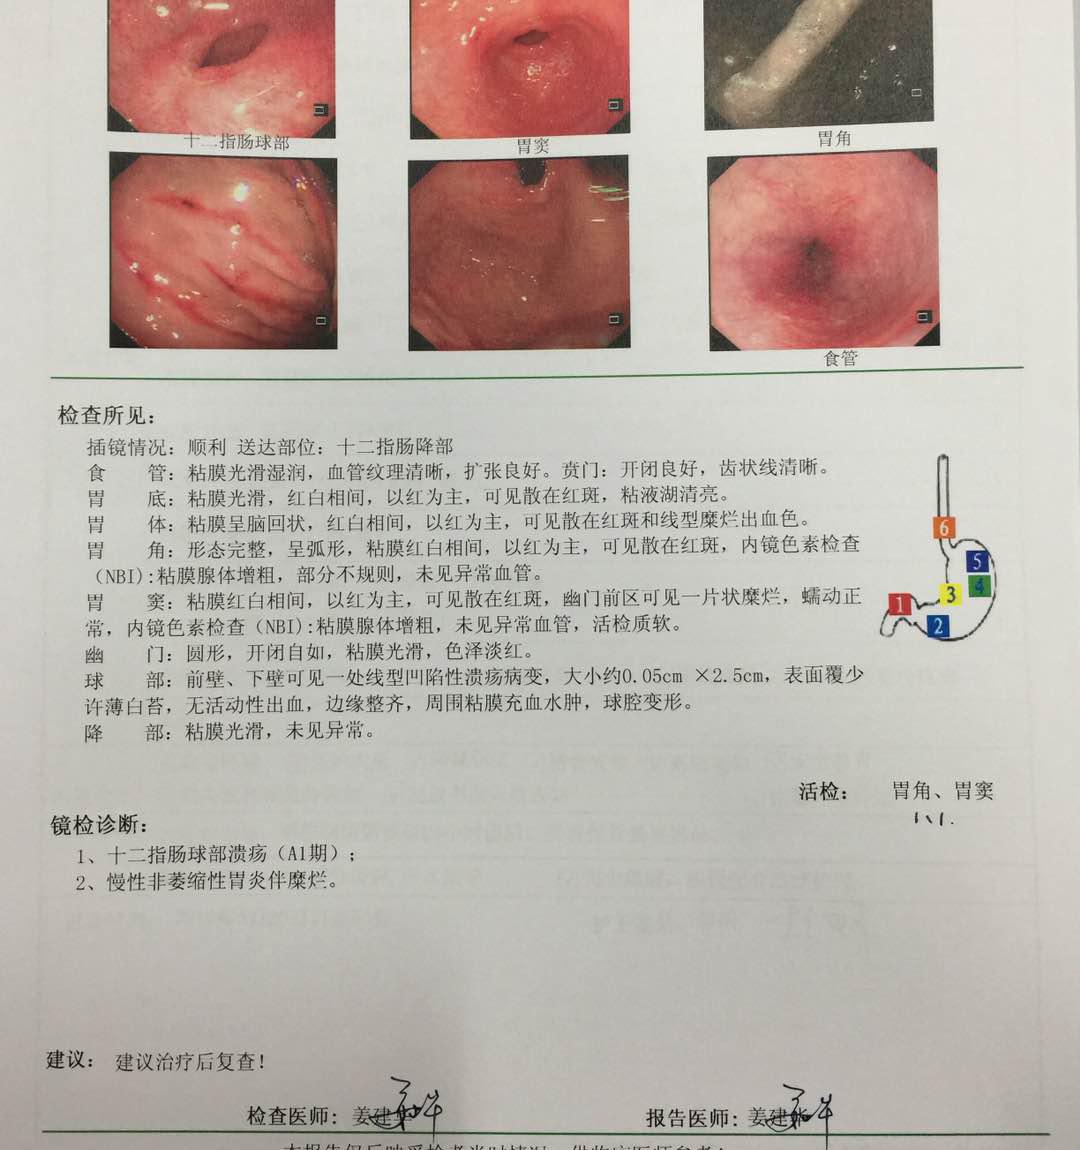 十二指肠球部
胃窦
胃角
食管
检查所见：
插镜情况：顺利 送达部位：十二指肠降部
食 管：粘膜光滑湿润，血管纹理清晰，扩张良好。贲门：开闭良好，齿状线清晰。
胃 底：粘膜光滑，红白相间，以红为主，可见散在红斑，粘液湖清亮。
胃 体：粘膜呈脑回状，红白相间，以红为主，可见散在红斑和线型糜烂出血色。
胃 角：形态完整，呈弧形，粘膜红白相间，以红为主，可见散在红斑，内镜色素检查
（NBI）:粘膜腺体增粗，部分不规则，未见异常血管。
胃 窦：粘膜红白相间，以红为主，可见散在红斑，幽门前区可见一片状糜烂，蠕动正
常，内镜色素检查（NBI）:粘膜腺体增粗，未见异常血管，活检质软。
幽 门：圆形，开闭自如，粘膜光滑，色泽淡红。
球 部：前壁、下壁可见一处线型凹陷性溃疡病变，大小约0.05cm ×2.5cm，表面覆少
许薄白苔，无活动性出血，边缘整齐，周围粘膜充血水肿，球腔变形。
降 部：粘膜光滑，未见异常。
6
5
4
3
1
2
活检： 胃角、胃窦
镜检诊断：
1、十二指肠球部溃疡（A1期）；
2、慢性非萎缩性胃炎伴糜烂。
建议： 建议治疗后复查！
检查医师：姜建华 报告医师：姜建华